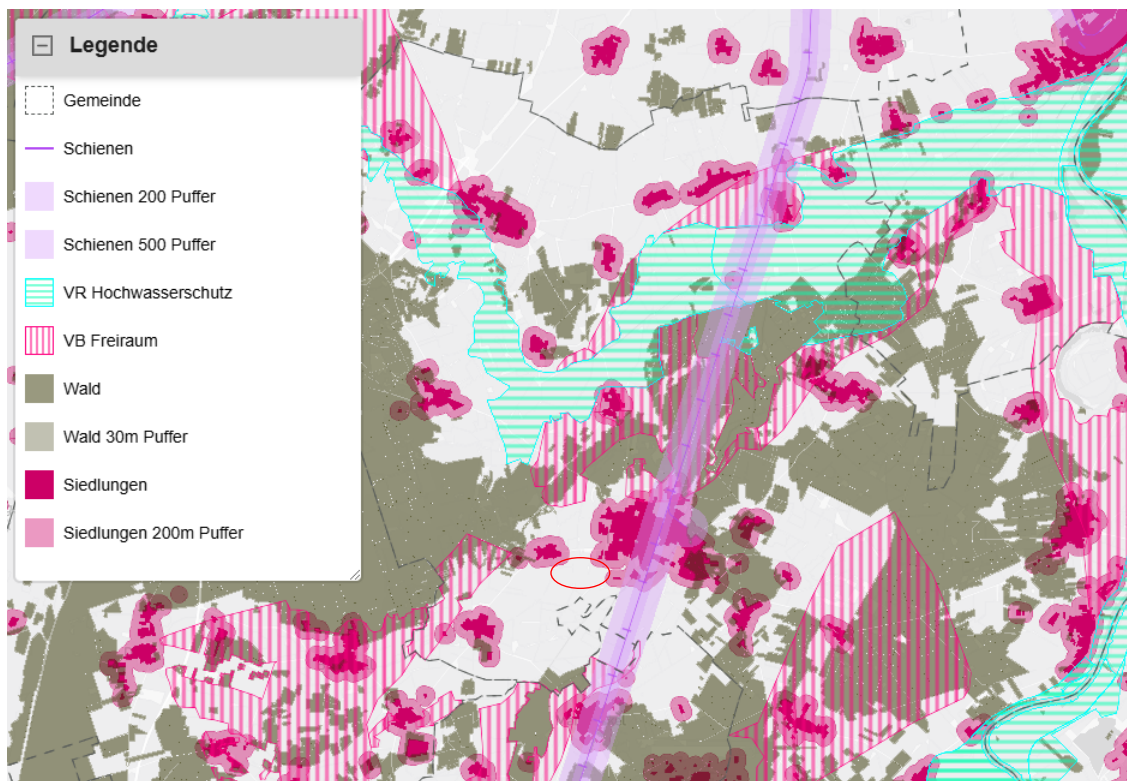 Legende
Gemeinde
Schienen
Schienen 200 Puffer
Schienen 500 Puffer
VR Hochwasserschutz
VB Freiraum
Wald
Wald 30m Puffer
Siedlungen
Siedlungen 200m Puffer